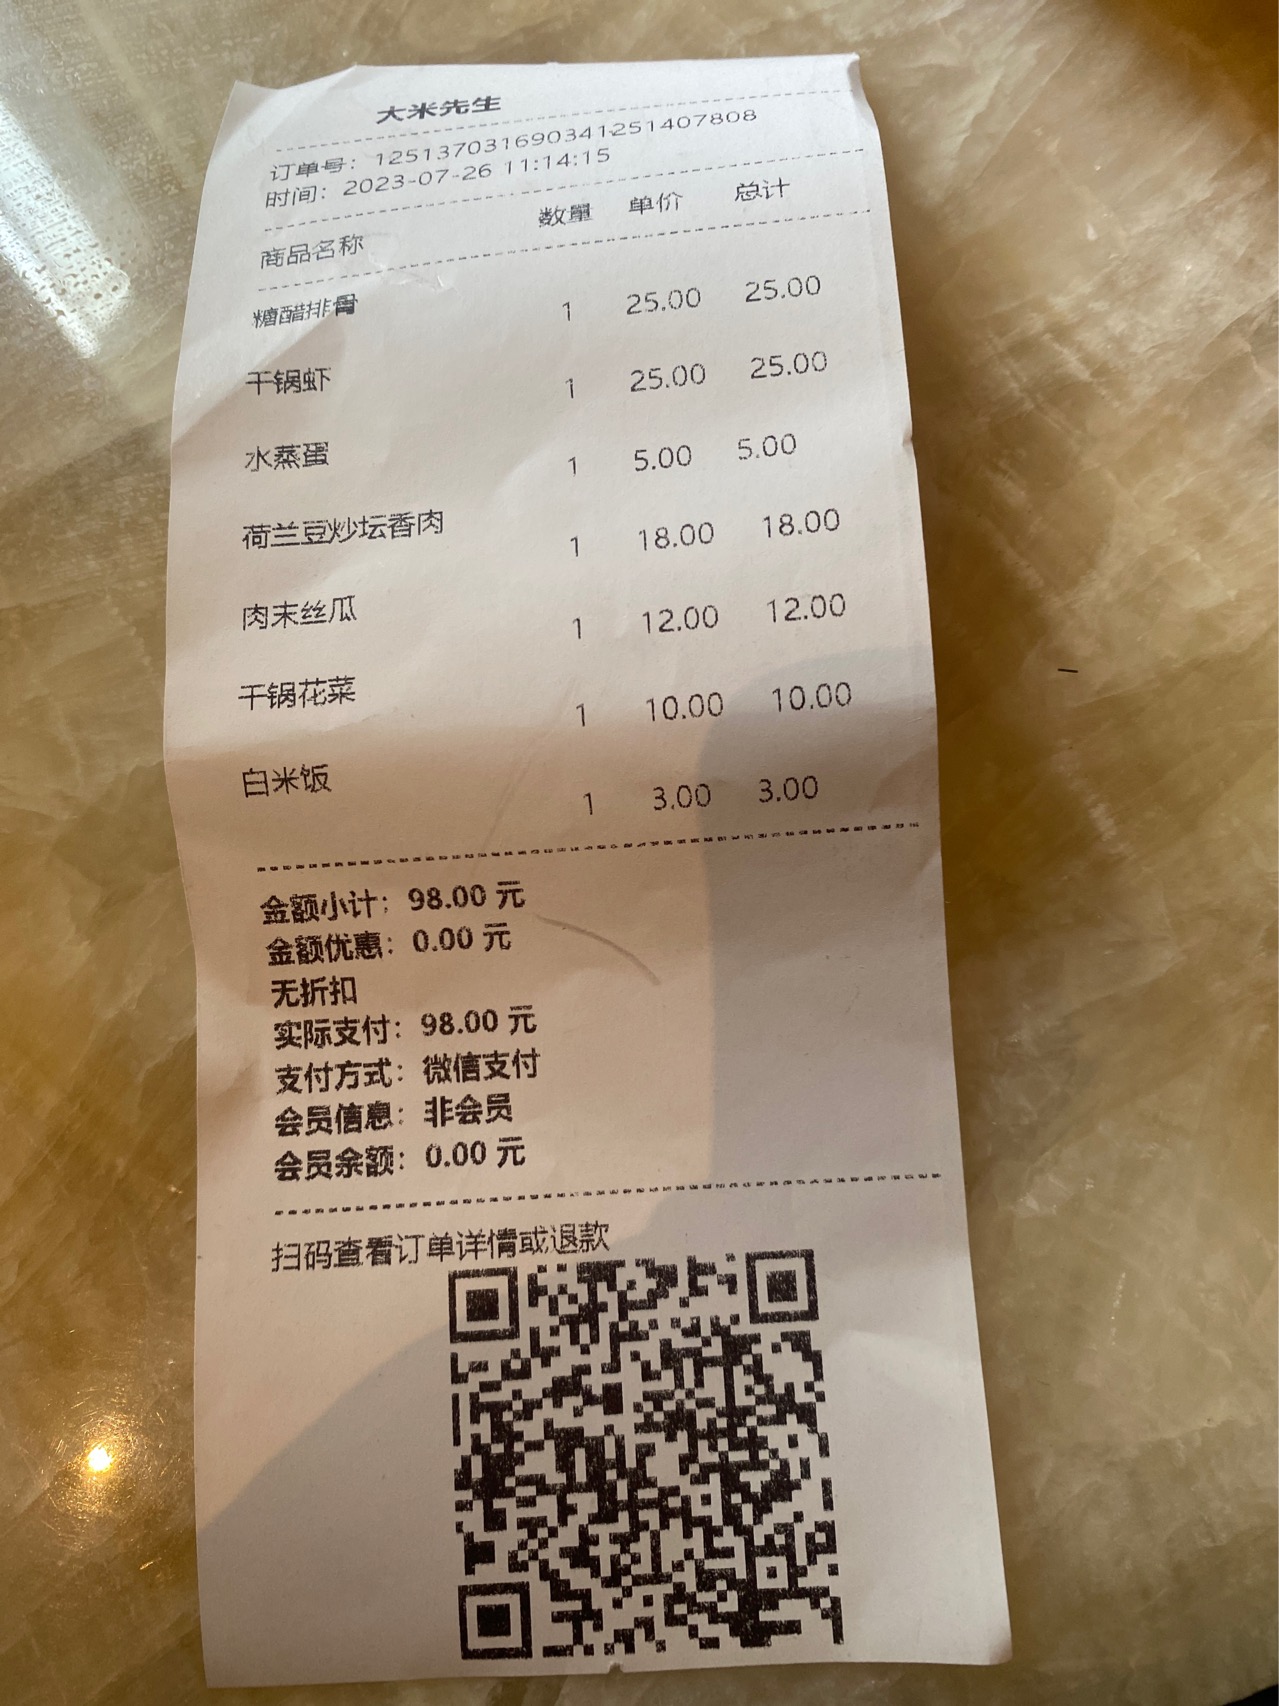 大米先生
订单号：125137031690341251407808
时间：2023-07-26 11:14:15
商品名称 数量 单价 总计
糖醋排骨 1 25.00 25.00
干锅虾 1 25.00 25.00
水蒸蛋 1 5.00 5.00
荷兰豆炒坛香肉 1 18.00 18.00
肉末丝瓜 1 12.00 12.00
干锅花菜 1 10.00 10.00
白米饭 1 3.00 3.00
金额小计：98.00 元
金额优惠：0.00 元
无折扣
实际支付：98.00 元
支付方式：微信支付
会员信息：非会员
会员余额：0.00 元
扫码查看订单详情或退款